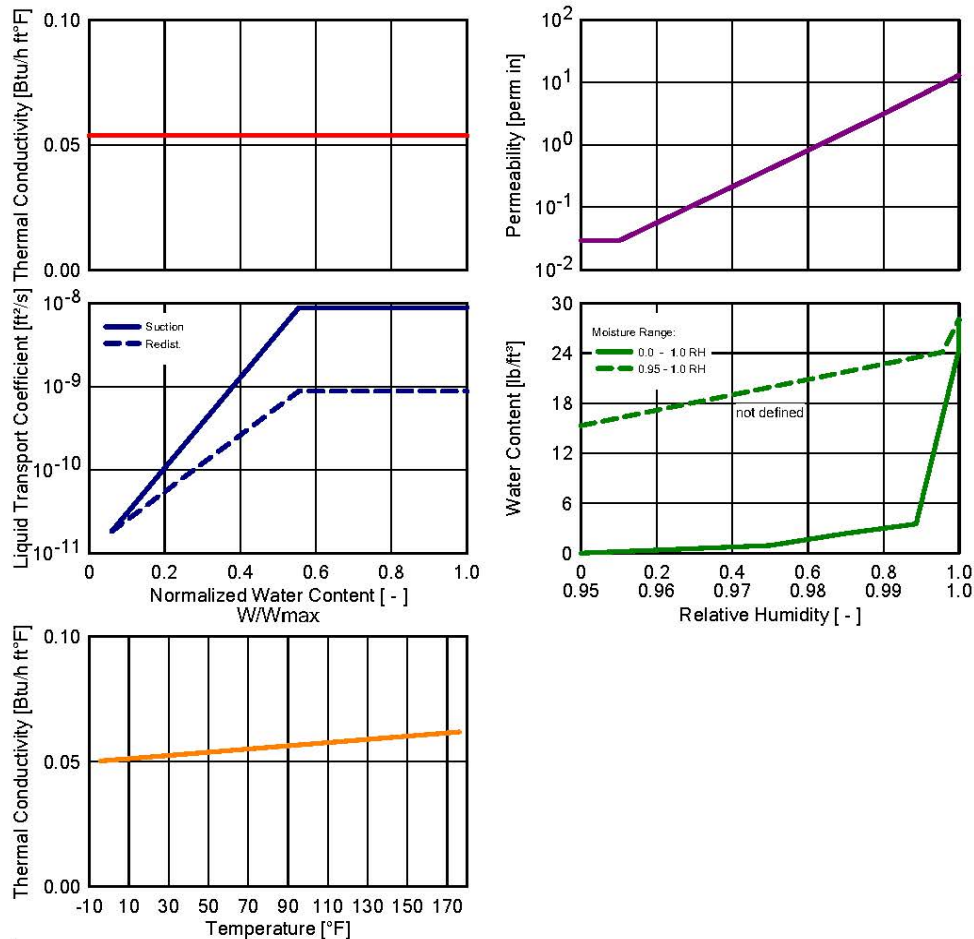 Thermal Conductivity [Btu/h ft°F]
0.10
0.05
0.00
Permeability [perm in]
10²
10¹
10⁰
10⁻¹
10⁻²
Liquid Transport Coefficient [ft²/s]
10⁻⁸
10⁻⁹
10⁻¹⁰
10⁻¹¹
Suction
Redist.
0 0.2 0.4 0.6 0.8 1.0
Normalized Water Content [ - ]
W/Wmax
Water Content [lb/ft³]
30
24
18
12
6
0
Moisture Range:
0.0 - 1.0 RH
0.95 - 1.0 RH
not defined
0 0.2 0.4 0.6 0.8 1.0
0.95 0.96 0.97 0.98 0.99 1.0
Relative Humidity [ - ]
Thermal Conductivity [Btu/h ft°F]
0.10
0.05
0.00
-10 10 30 50 70 90 110 130 150 170
Temperature [°F]